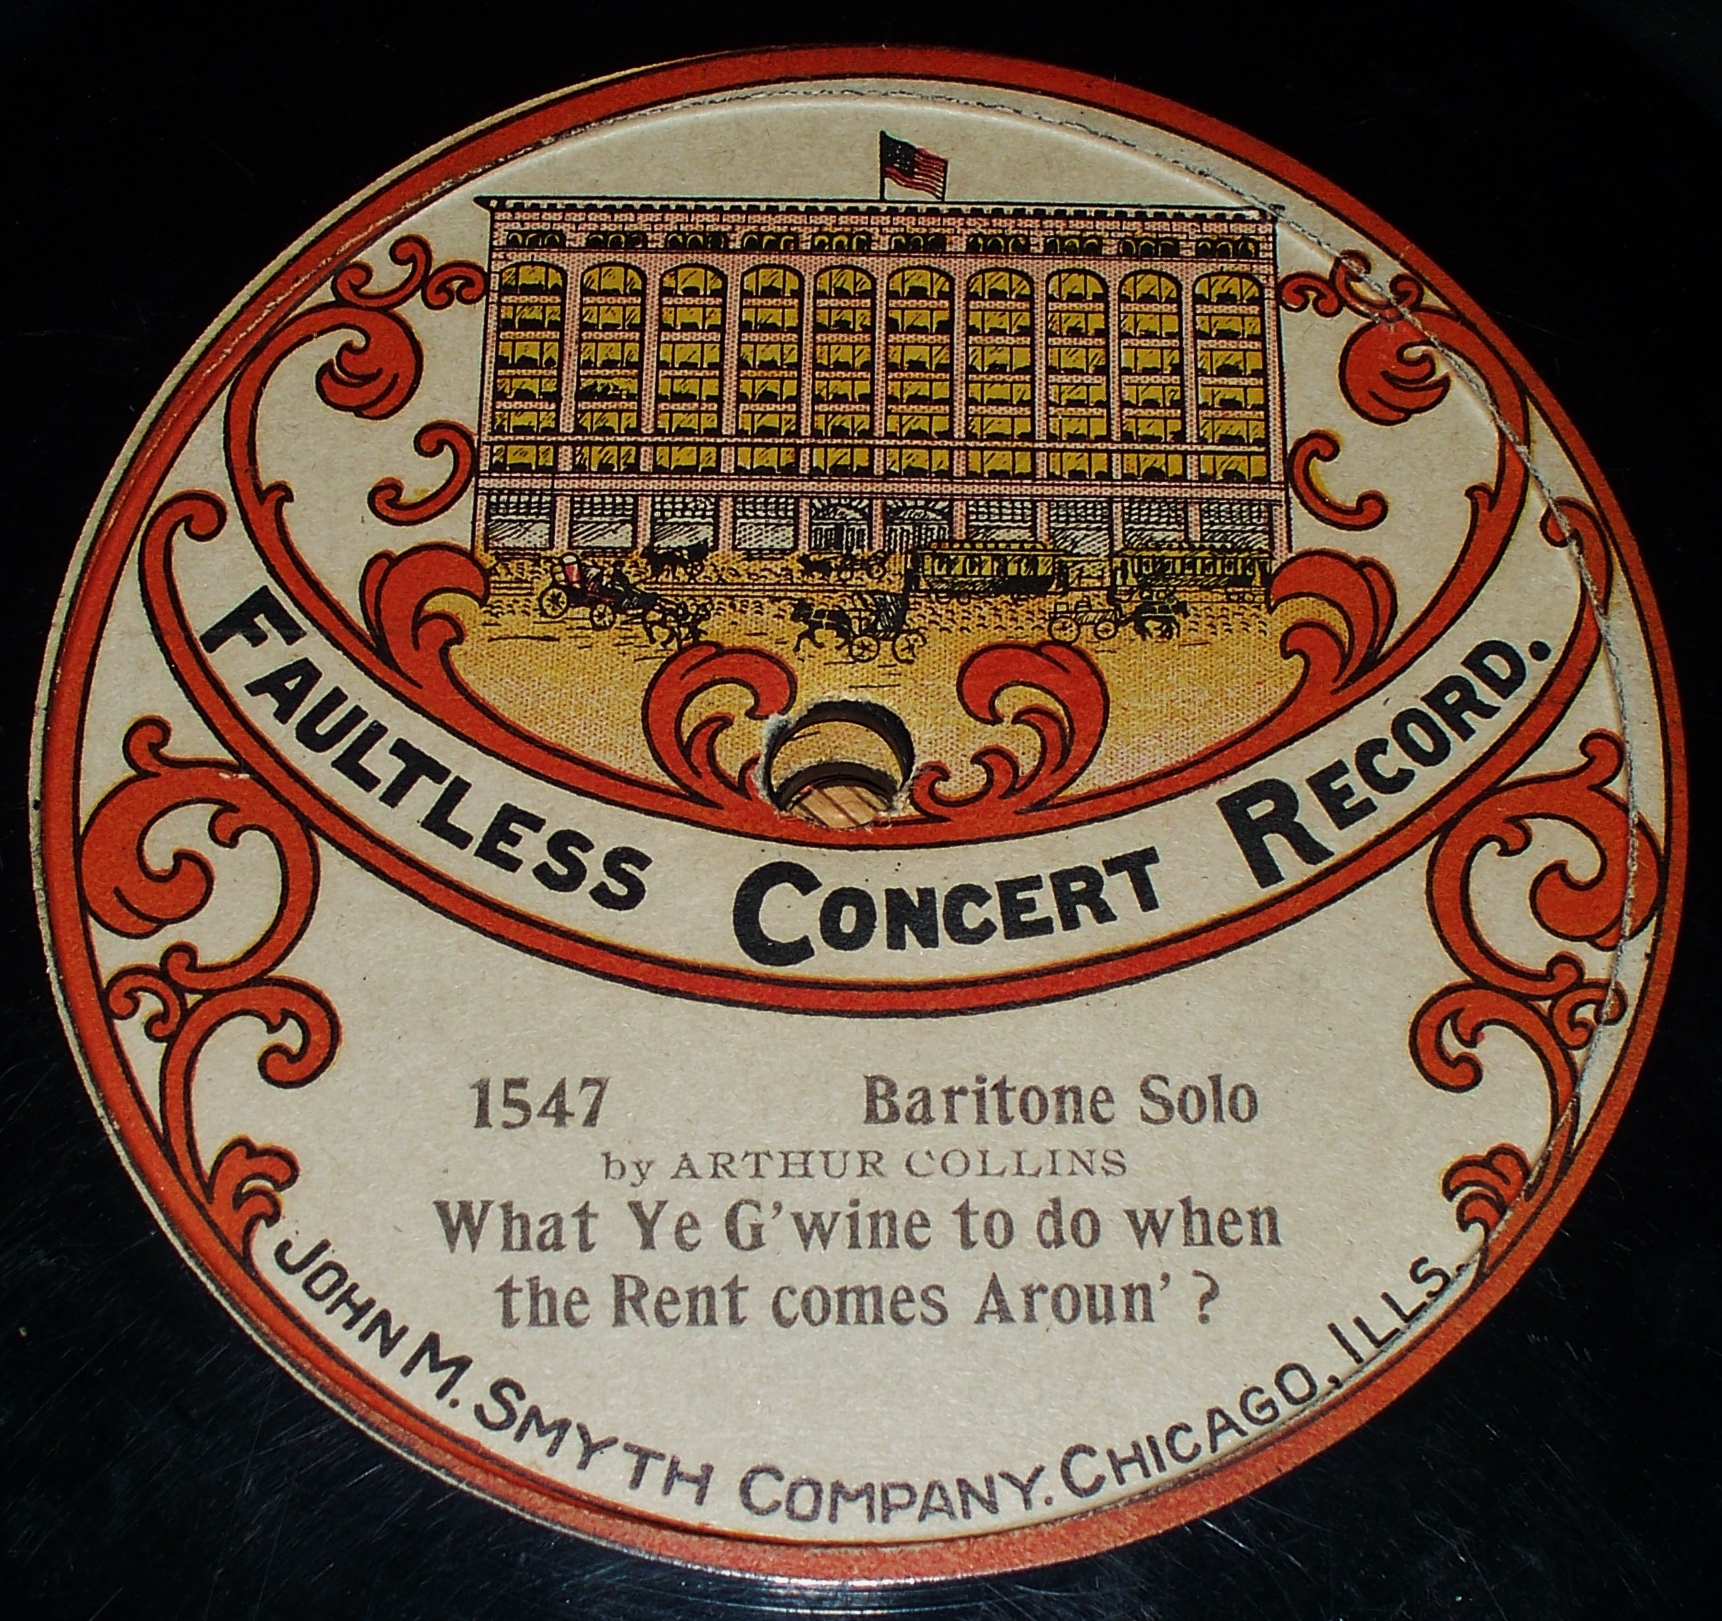 FAULTLESS CONCERT RECORD.
1547 Baritone Solo
by ARTHUR COLLINS
What Ye G'wine to do when
the Rent comes Aroun' ?
JOHN M. SMYTH COMPANY. CHICAGO, ILLS.